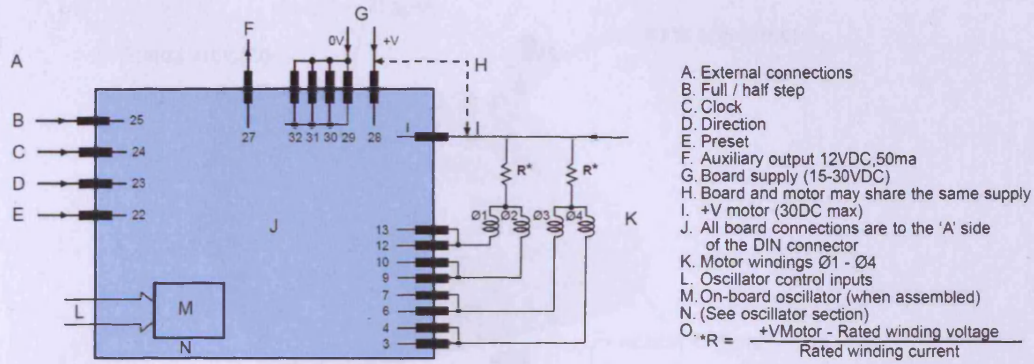 F
G
0V
+V
A
H
B
25
27
32
31
30
29
28
I
I
C
24
R*
R*
D
23
E
22
J
Ø1
Ø2
Ø3
Ø4
K
13
12
10
9
7
6
4
3
L
M
N
A. External connections
B. Full / half step
C. Clock
D. Direction
E. Preset
F. Auxiliary output 12VDC,50ma
G. Board supply (15-30VDC)
H. Board and motor may share the same supply
I. +V motor (30DC max)
J. All board connections are to the 'A' side
of the DIN connector
K. Motor windings Ø1 - Ø4
L. Oscillator control inputs
M. On-board oscillator (when assembled)
N. (See oscillator section)
O. *R = +VMotor - Rated winding voltage
Rated winding current